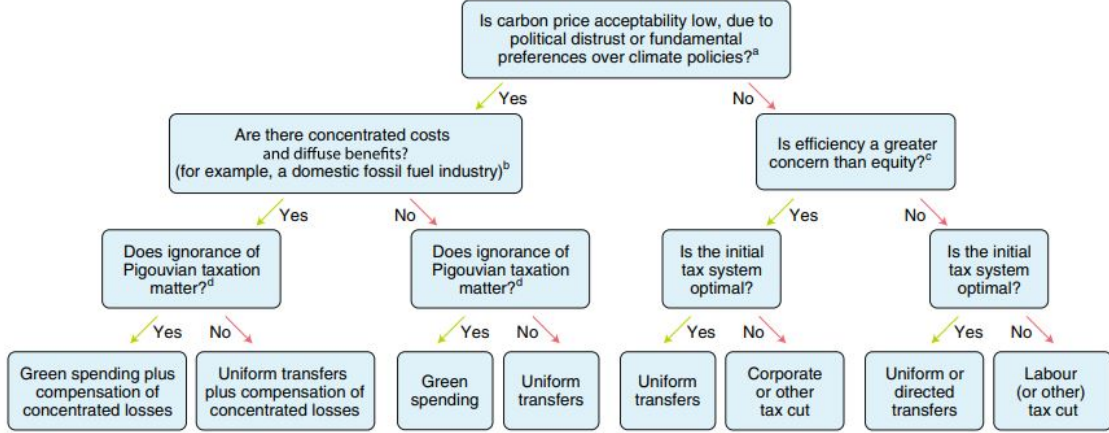 Is carbon price acceptability low, due to
political distrust or fundamental
preferences over climate policies?ᵃ
Yes
No
Are there concentrated costs
and diffuse benefits?
(for example, a domestic fossil fuel industry)ᵇ
Is efficiency a greater
concern than equity?ᶜ
Yes
No
Yes
No
Does ignorance of
Pigouvian taxation
matter?ᵈ
Does ignorance of
Pigouvian taxation
matter?ᵈ
Is the initial
tax system
optimal?
Is the initial
tax system
optimal?
Yes
No
Yes
No
Yes
No
Yes
No
Green spending plus
compensation of
concentrated losses
Uniform transfers
plus compensation of
concentrated losses
Green
spending
Uniform
transfers
Uniform
transfers
Corporate
or other
tax cut
Uniform or
directed
transfers
Labour
(or other)
tax cut